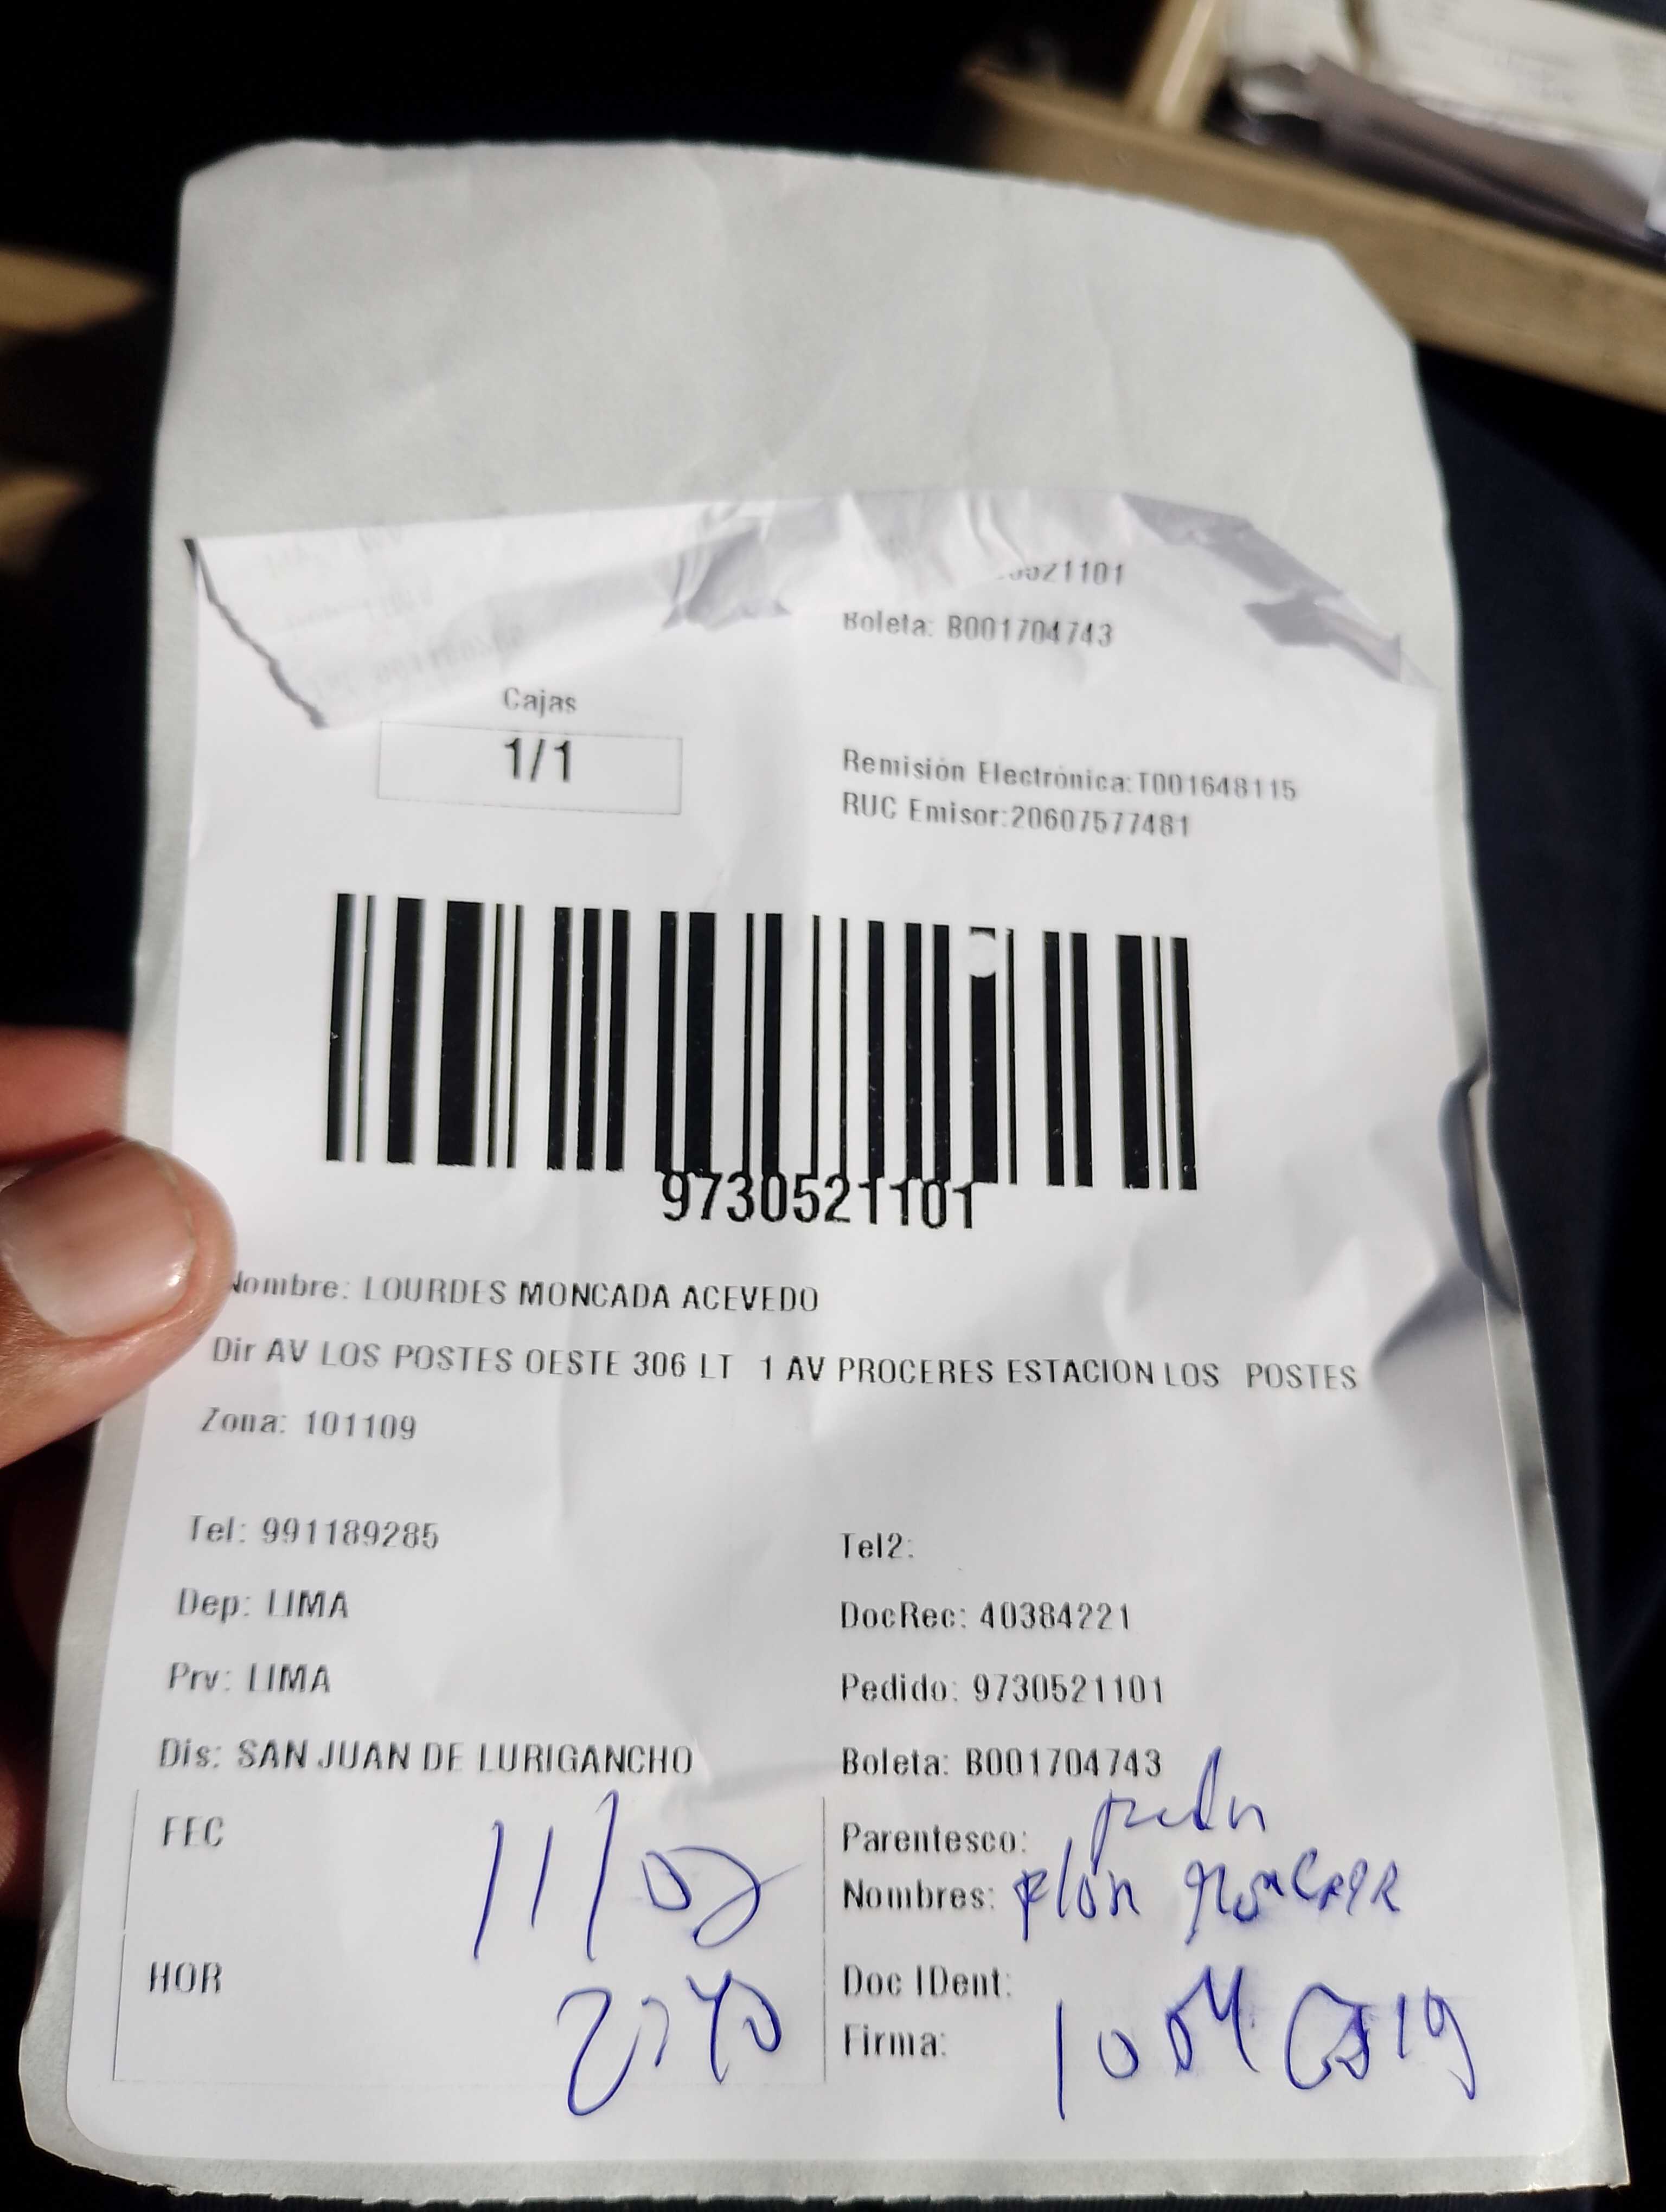 21101
Boleta: B001704743
Cajas
1/1
Remisión Electrónica:T001648115
RUC Emisor:20607577481
9730521101
Nombre: LOURDES MONCADA ACEVEDO
Dir AV LOS POSTES OESTE 306 LT 1 AV PROCERES ESTACION LOS POSTES
Zona: 101109
Tel: 991189285
Tel2:
Dep: LIMA
DocRec: 40384221
Prv: LIMA
Pedido: 9730521101
Dis: SAN JUAN DE LURIGANCHO
Boleta: B001704743
FEC
Parentesco:
Nombres:
HOR
Doc IDent:
Firma: